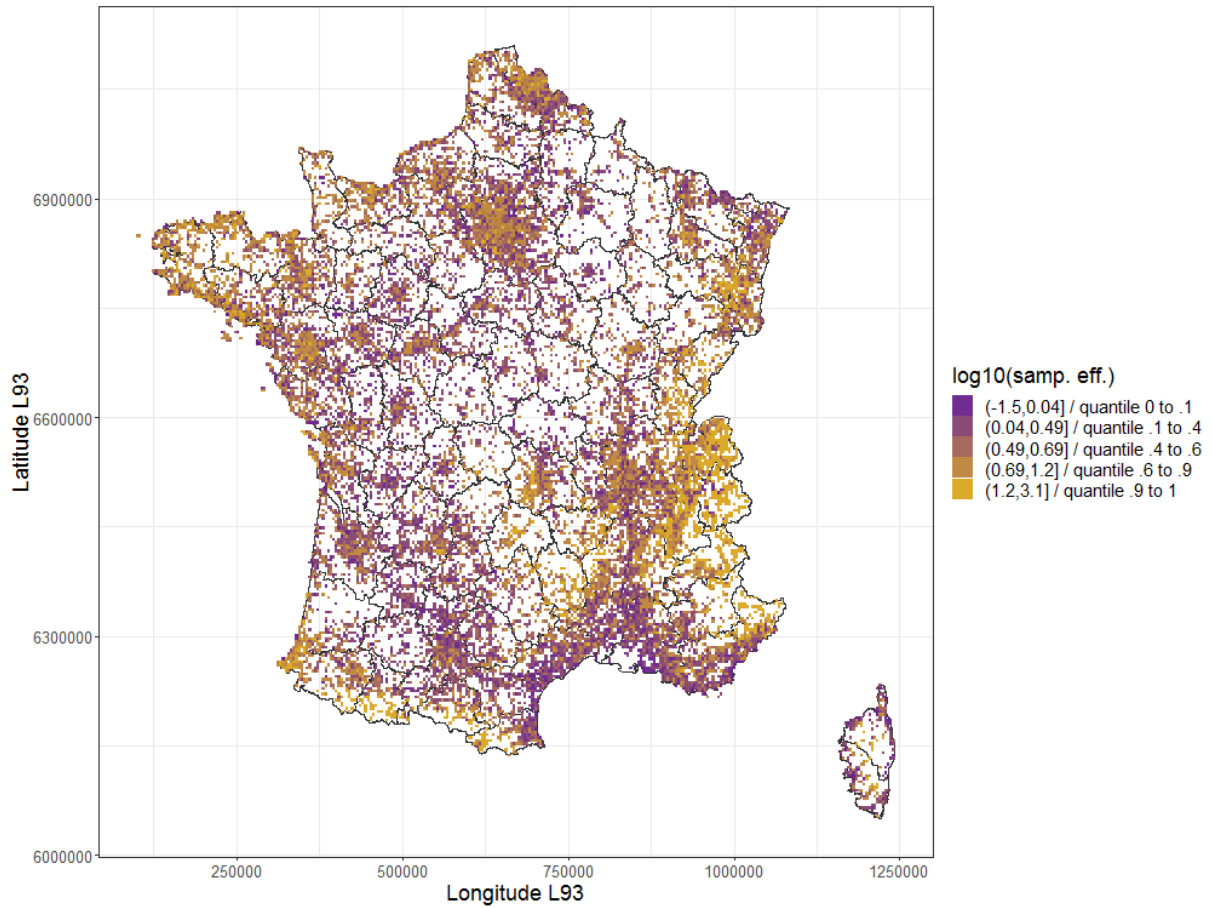 6900000
6600000
6300000
6000000
Latitude L93
250000
500000
750000
1000000
1250000
Longitude L93
log10(samp. eff.)
(-1.5,0.04] / quantile 0 to .1
(0.04,0.49] / quantile .1 to .4
(0.49,0.69] / quantile .4 to .6
(0.69,1.2] / quantile .6 to .9
(1.2,3.1] / quantile .9 to 1